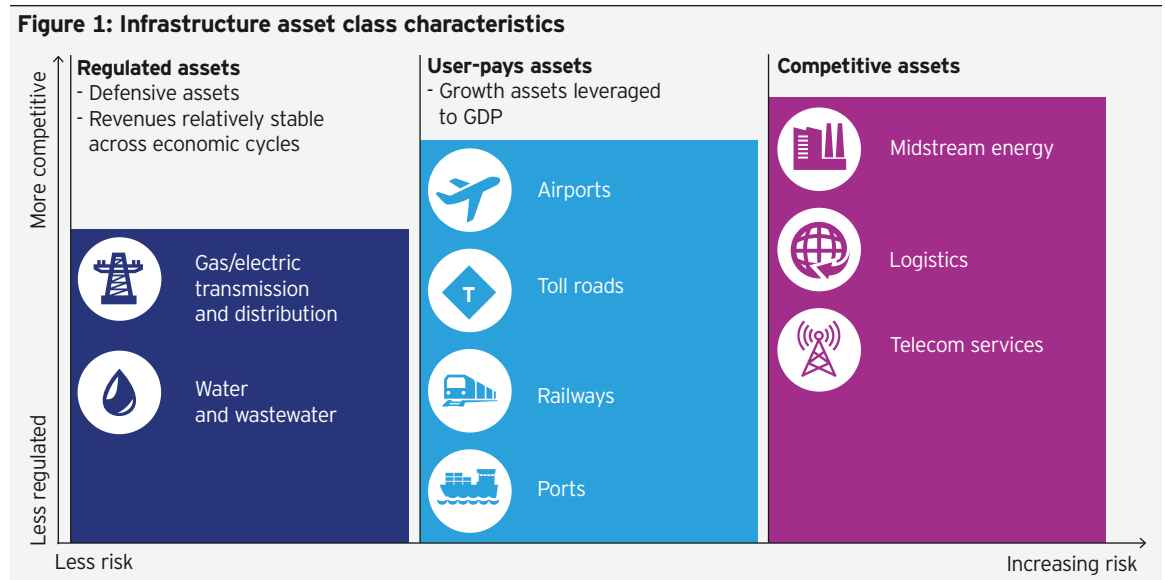 Figure 1: Infrastructure asset class characteristics
More competitive
Less regulated
Regulated assets
- Defensive assets
- Revenues relatively stable
across economic cycles
Gas/electric
transmission
and distribution
Water
and wastewater
User-pays assets
- Growth assets leveraged
to GDP
Airports
T
Toll roads
Railways
Ports
Competitive assets
Midstream energy
Logistics
Telecom services
Less risk
Increasing risk